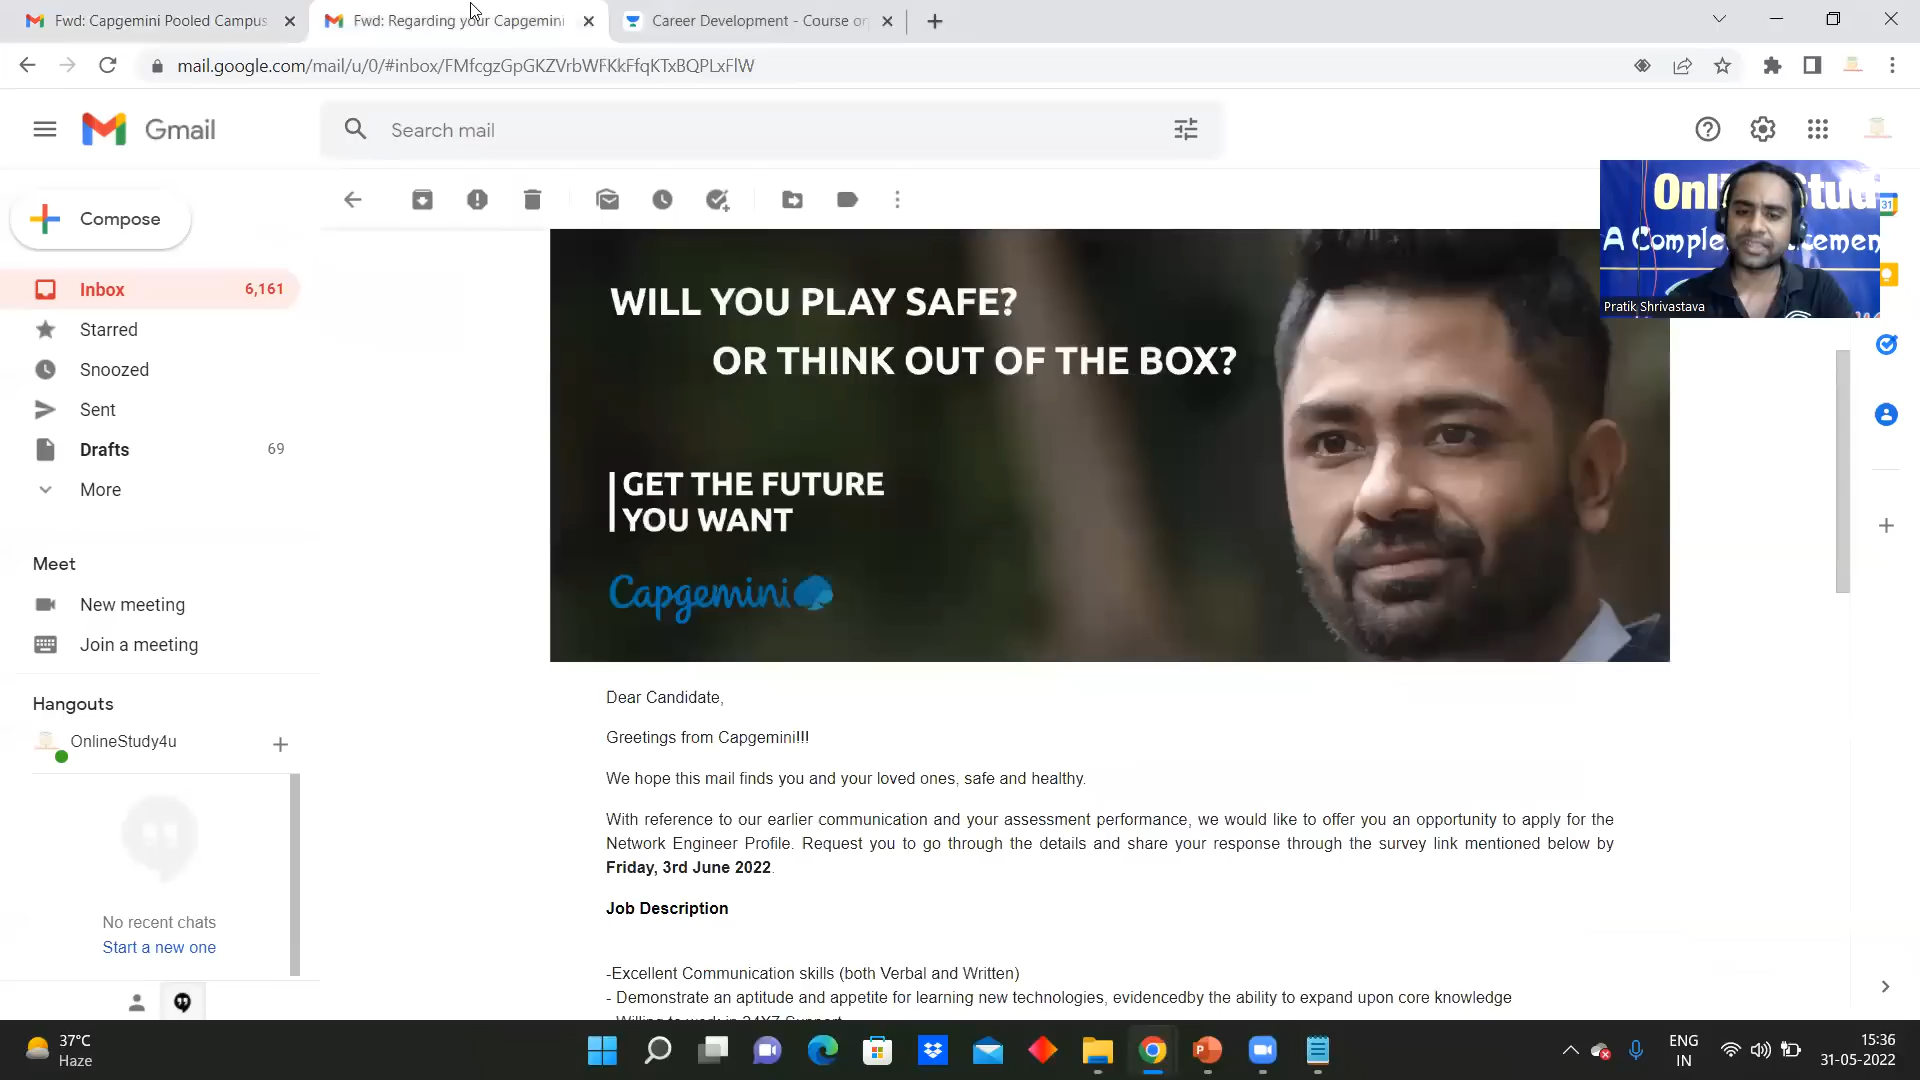 Fwd: Capgemini Pooled Campus
Fwd: Regarding your Capgemini
Career Development - Course or
mail.google.com/mail/u/0/#inbox/FMfcgzGpGKZVrbWFKkFfqKTxBQPLxFlW
Gmail
Search mail
Compose
Inbox 6,161
Starred
Snoozed
Sent
Drafts 69
More
Meet
New meeting
Join a meeting
Hangouts
OnlineStudy4u
No recent chats
Start a new one
WILL YOU PLAY SAFE?
OR THINK OUT OF THE BOX?
GET THE FUTURE
YOU WANT
Capgemini
A
Pratik Shrivastava
31
Dear Candidate,
Greetings from Capgemini!!!
We hope this mail finds you and your loved ones, safe and healthy.
With reference to our earlier communication and your assessment performance, we would like to offer you an opportunity to apply for the
Network Engineer Profile. Request you to go through the details and share your response through the survey link mentioned below by
Friday, 3rd June 2022.
Job Description
-Excellent Communication skills (both Verbal and Written)
- Demonstrate an aptitude and appetite for learning new technologies, evidencedby the ability to expand upon core knowledge
- Willing to work in 24X7 Support
37°C
Haze
ENG
IN
15:36
31-05-2022